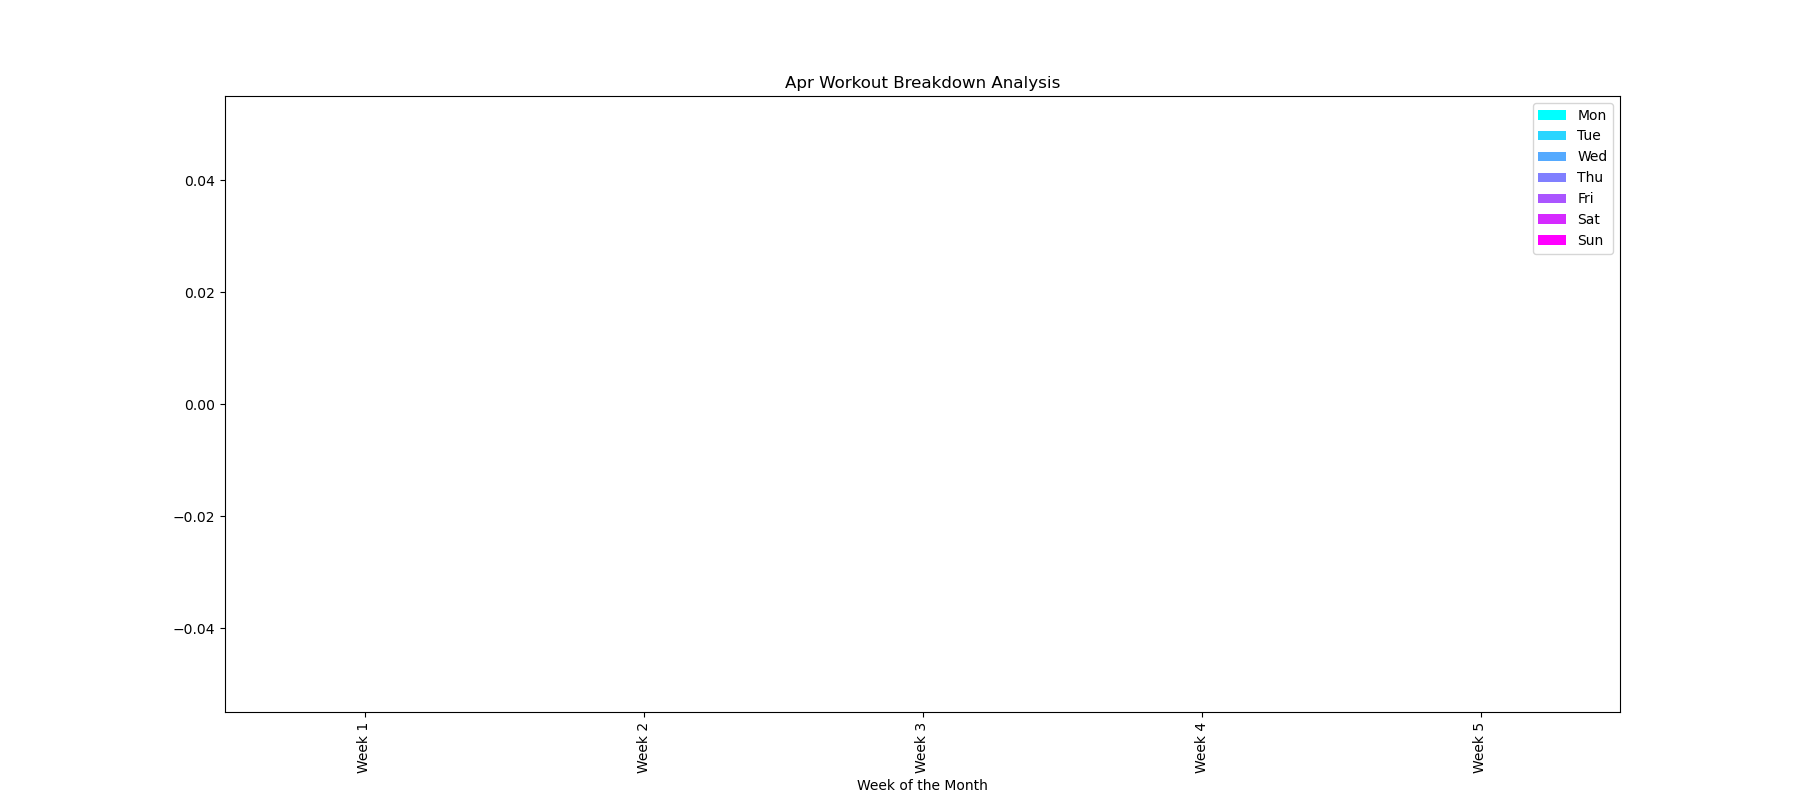 Apr Workout Breakdown Analysis
Mon
Tue
Wed
Thu
Fri
Sat
Sun
0.04
0.02
0.00
−0.02
−0.04
Week 1
Week 2
Week 3
Week 4
Week 5
Week of the Month